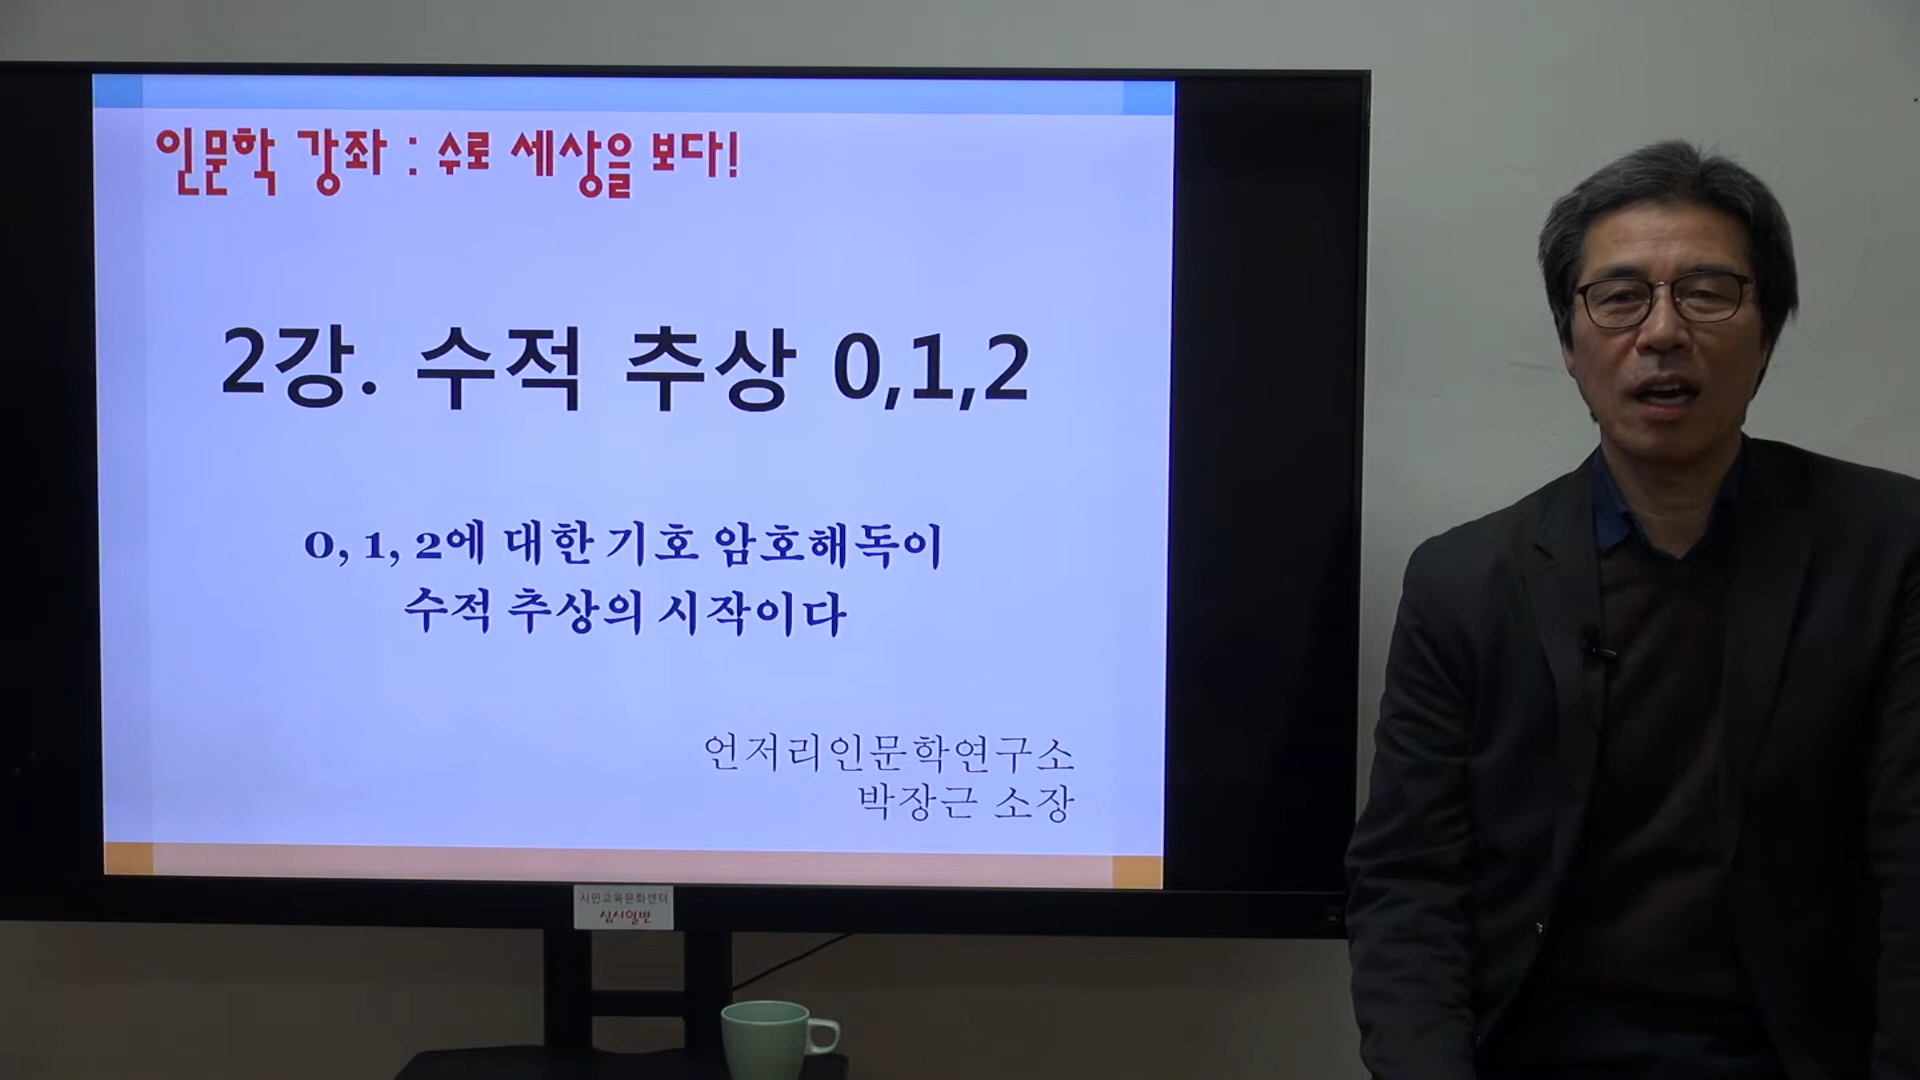 인문학 강좌 : 수로 세상을 보다!
2강. 수적 추상 0,1,2
0, 1, 2에 대한 기호 암호해독이
수적 추상의 시작이다
언저리인문학연구소
박장근 소장
시민교육문화센터
심시일반